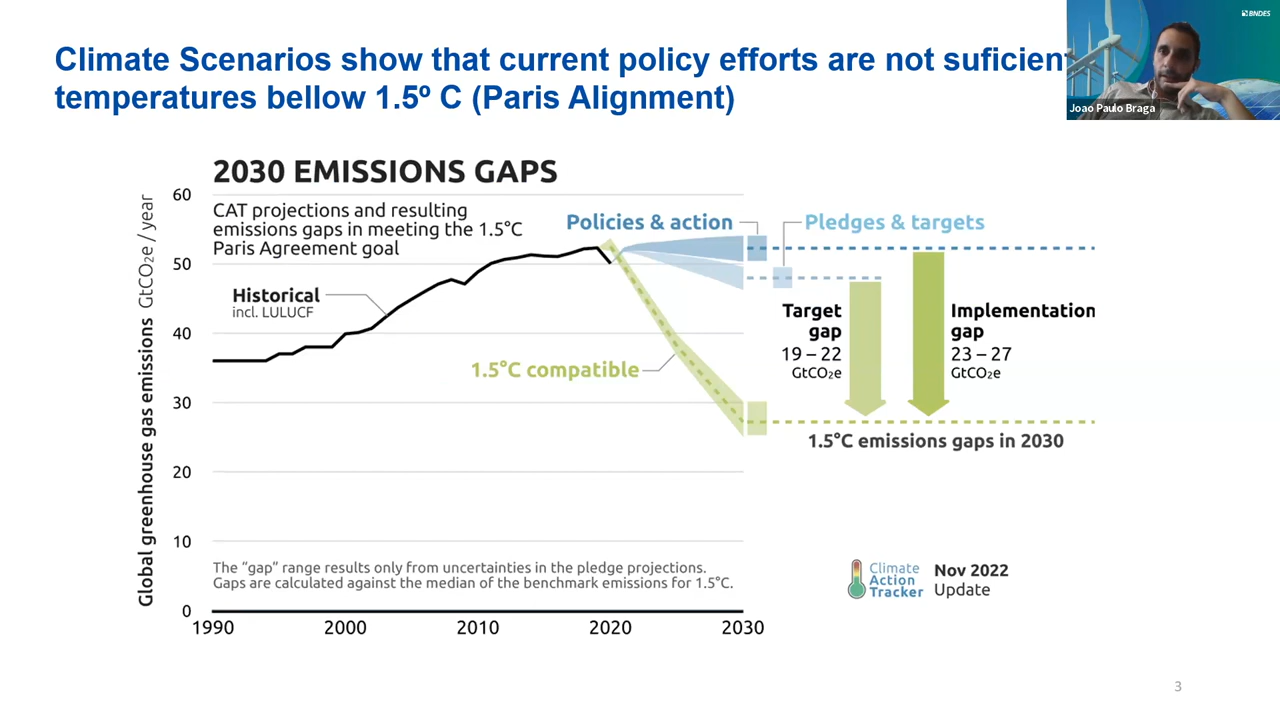 Climate Scenarios show that current policy efforts are not suficient
temperatures bellow 1.5º C (Paris Alignment)
BNDES
Joao Paulo Braga
2030 EMISSIONS GAPS
CAT projections and resulting
emissions gaps in meeting the 1.5°C
Paris Agreement goal
Global greenhouse gas emissions GtCO₂e / year
60
50
40
30
20
10
0
1990
2000
2010
2020
2030
Historical
incl. LULUCF
Policies & action
Pledges & targets
1.5°C compatible
Target
gap
19 – 22
GtCO₂e
Implementation
gap
23 – 27
GtCO₂e
1.5°C emissions gaps in 2030
The “gap” range results only from uncertainties in the pledge projections.
Gaps are calculated against the median of the benchmark emissions for 1.5°C.
Climate
Action
Tracker
Nov 2022
Update
3